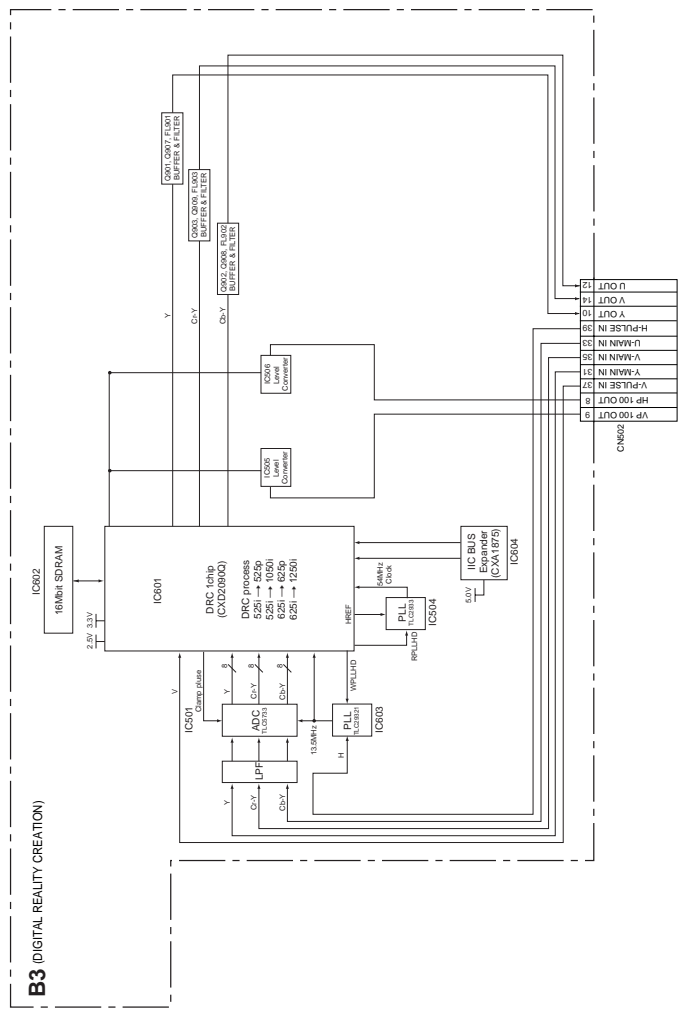 B3 (DIGITAL REALITY CREATION)
IC602
16Mbit SDRAM
2.5V
3.3V
IC601
DRC 1chip
(CXD2090Q)
DRC process
525i → 525p
525i → 1050i
625i → 625p
625i → 1250i
HREF
V
Clamp pluse
IC501
ADC
TLC5733
LPF
Y
Cr-Y
Cb-Y
Y
8
Cr-Y
8
Cb-Y
8
13.5MHz
H
PLL
TLC29321
IC603
WPLLHD
RPLLHD
PLL
TLC2933
IC504
54MHz
Clock
5.0V
IIC BUS
Expander
(CXA1875)
IC604
IC505
Level
Converter
IC506
Level
Converter
Y
Cr-Y
Cb-Y
Q901, Q907, FL901
BUFFER & FILTER
Q903, Q909, FL903
BUFFER & FILTER
Q902, Q908, FL902
BUFFER & FILTER
12 U OUT
14 V OUT
10 Y OUT
39 H-PULSE IN
33 U-MAIN IN
35 V-MAIN IN
31 Y-MAIN IN
37 V-PULSE IN
8 HP 100 OUT
9 VP 100 OUT
CN502